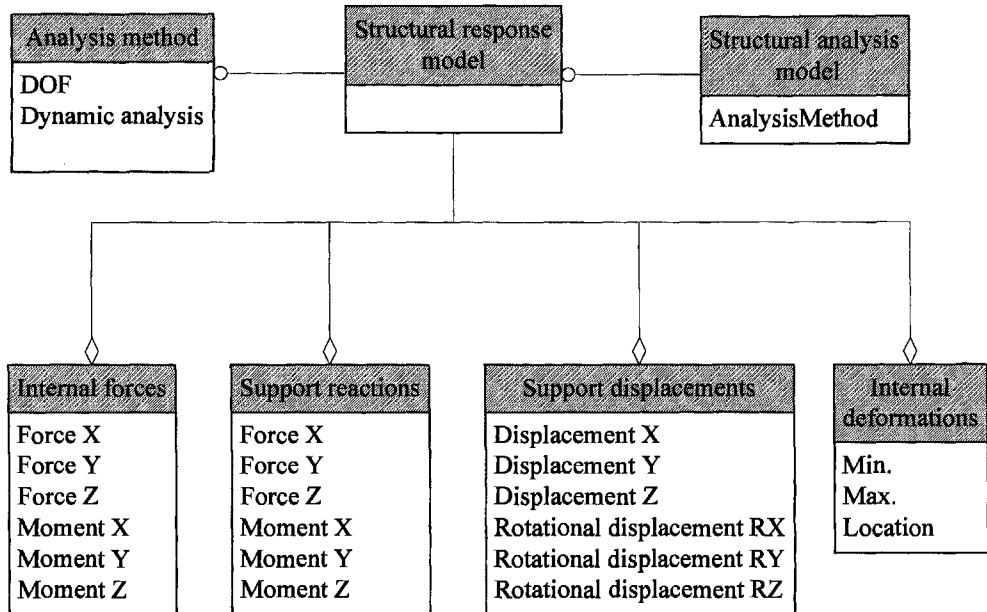 Analysis method
DOF
Dynamic analysis
Structural response
model
Structural analysis
model
AnalysisMethod
Internal forces
Force X
Force Y
Force Z
Moment X
Moment Y
Moment Z
Support reactions
Force X
Force Y
Force Z
Moment X
Moment Y
Moment Z
Support displacements
Displacement X
Displacement Y
Displacement Z
Rotational displacement RX
Rotational displacement RY
Rotational displacement RZ
Internal
deformations
Min.
Max.
Location